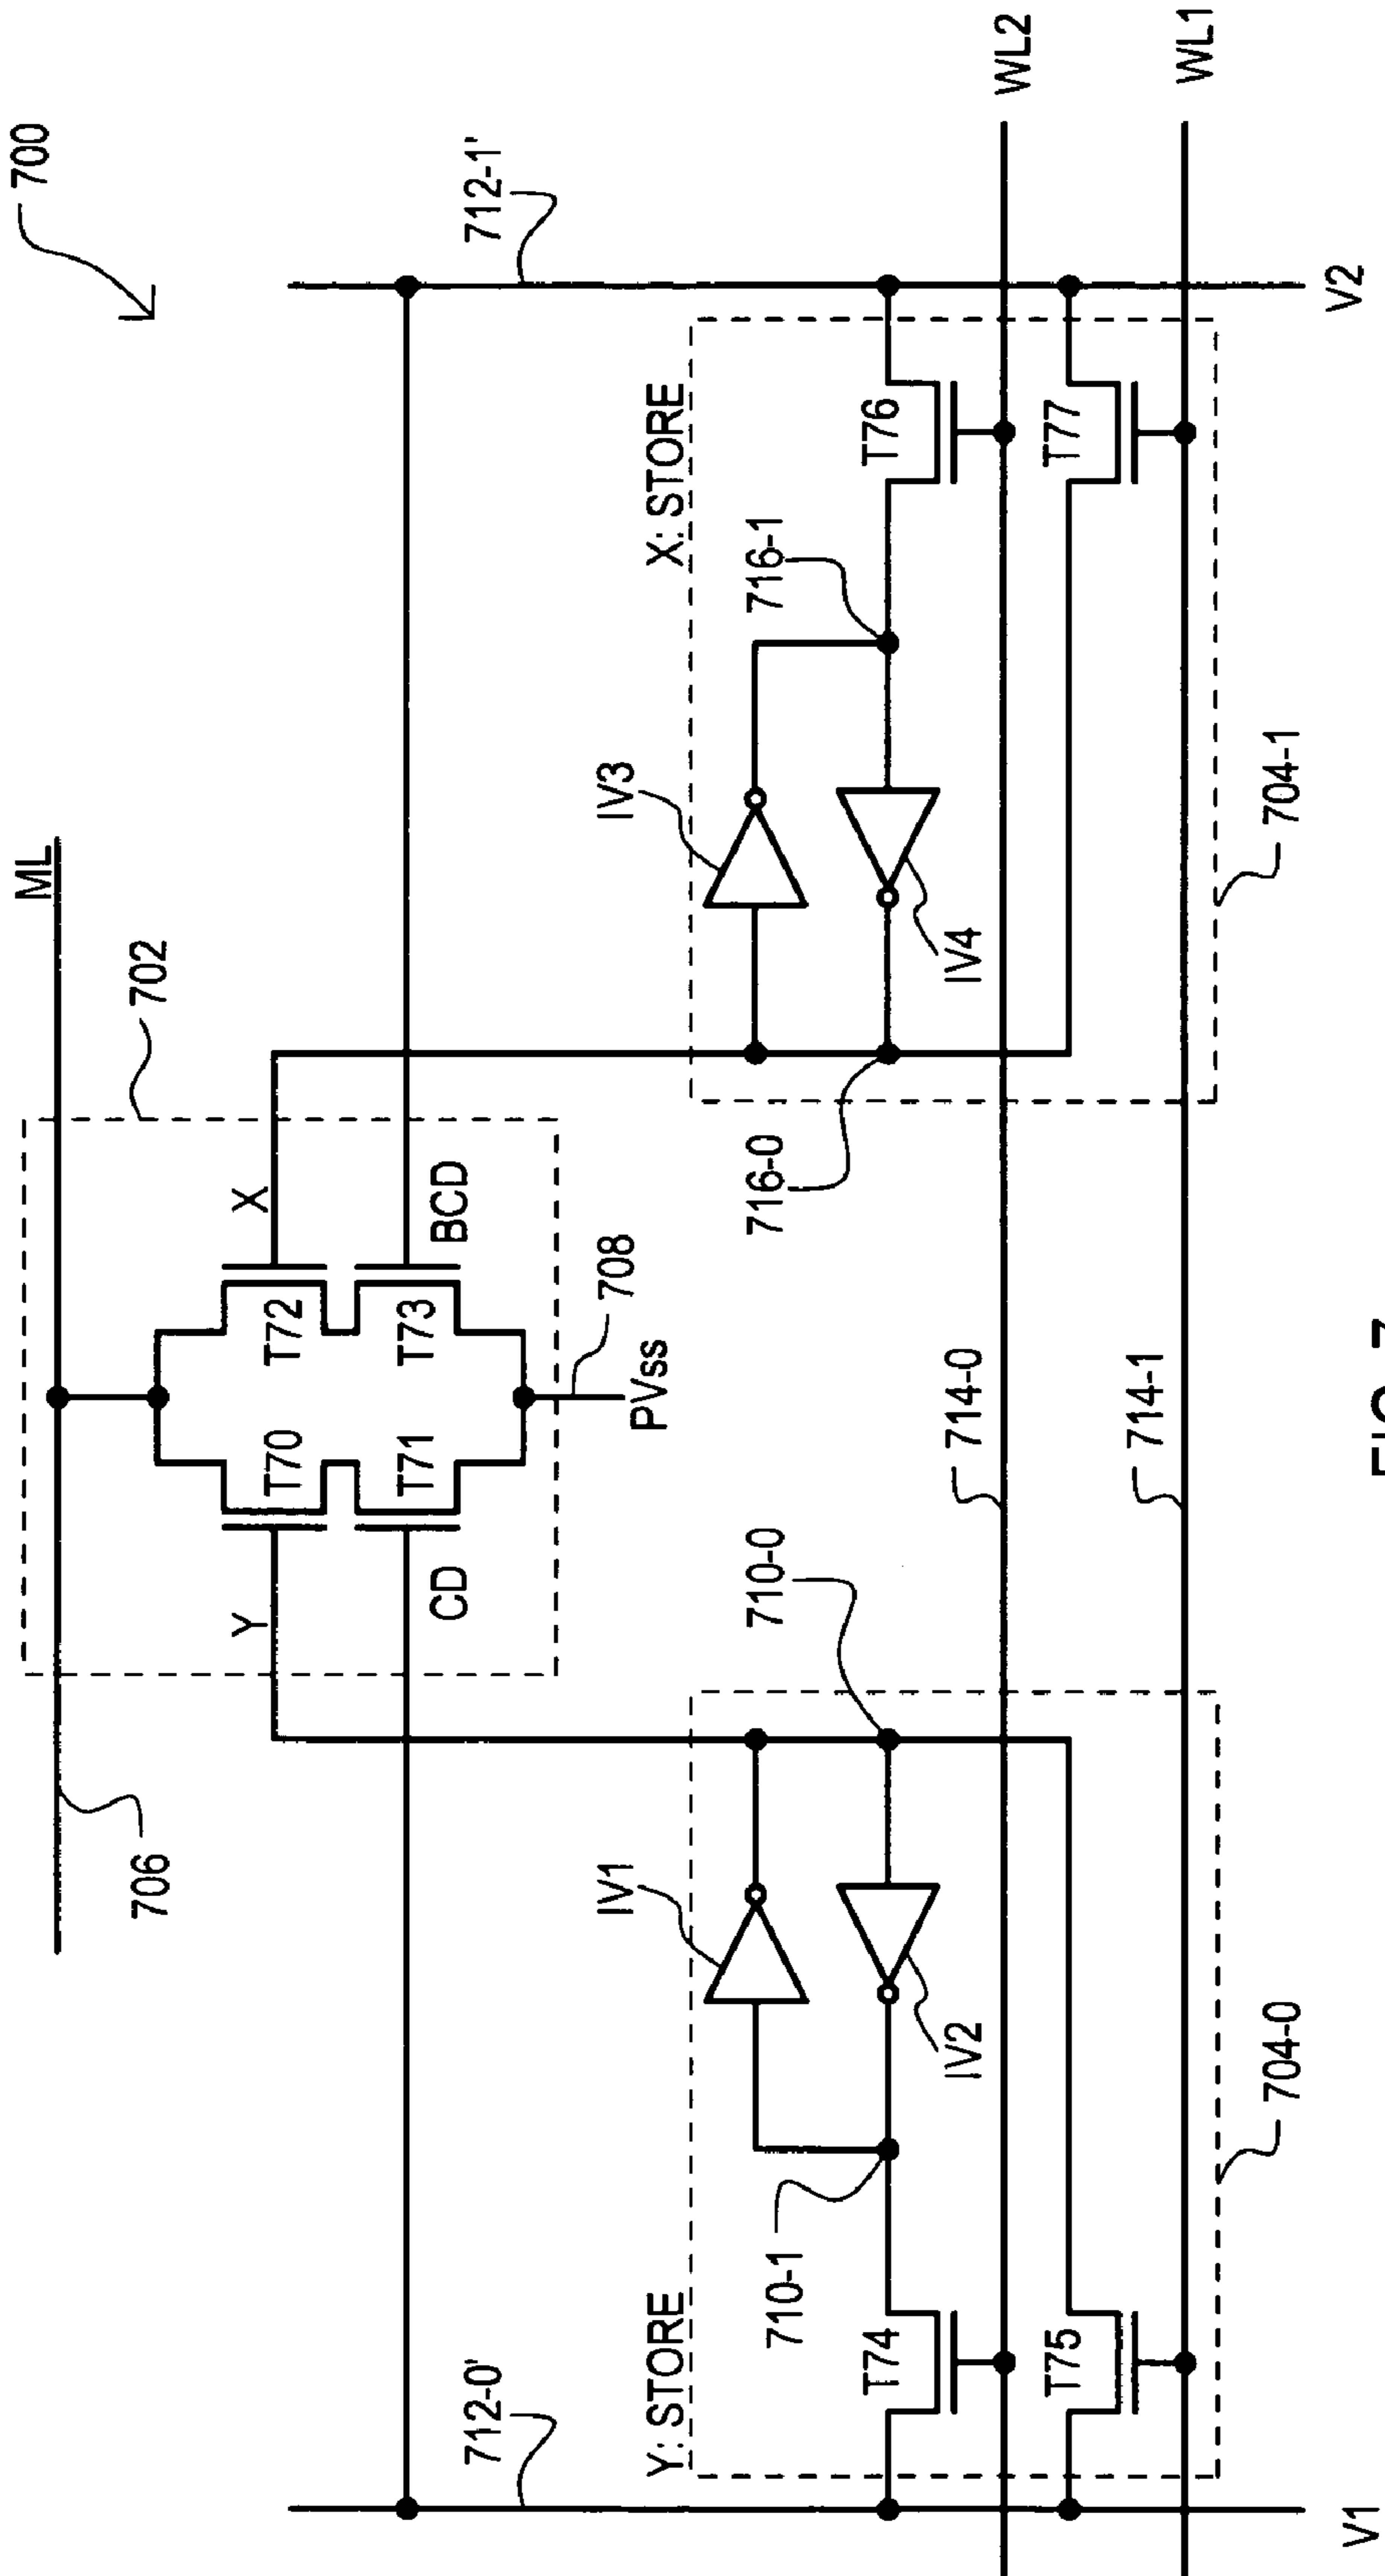 700
ML
706
702
Y
X
T70
T72
T71
T73
CD
BCD
708
PVss
712-0'
712-1'
Y: STORE
X: STORE
IV1
IV3
710-1
710-0
716-0
716-1
T74
T76
IV2
IV4
714-0
WL2
T75
T77
714-1
WL1
704-0
704-1
V1
V2
FIG. 7